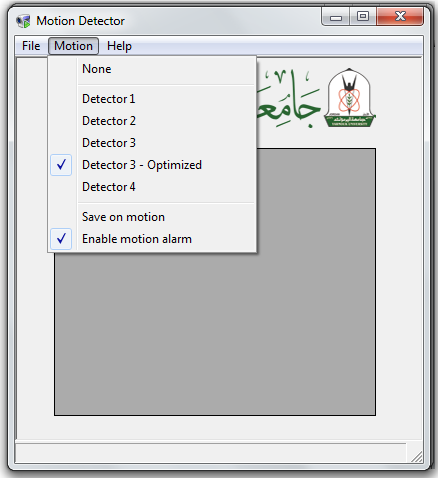 Motion Detector
File Motion Help
None
Detector 1
Detector 2
Detector 3
Detector 3 - Optimized
Detector 4
Save on motion
Enable motion alarm